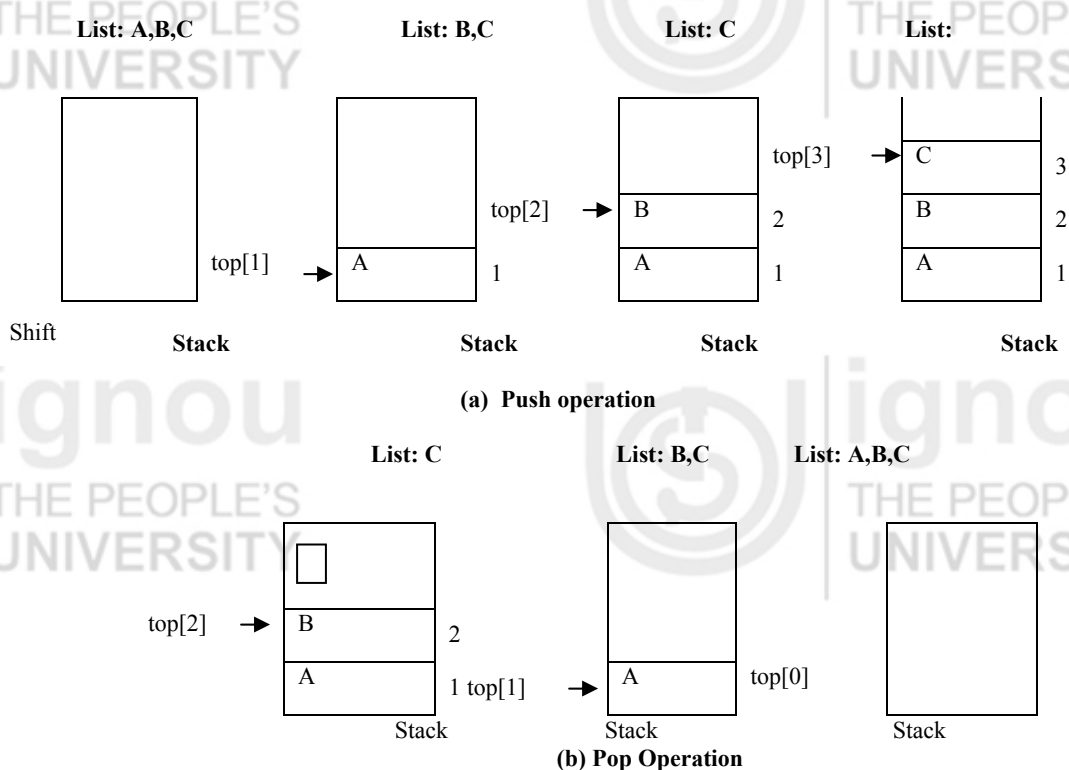 THE PEOPLE'S
UNIVERSITY
THE PEOP
UNIVERS
List: A,B,C
List: B,C
List: C
List:
top[1]
A
1
top[2]
B
2
A
1
top[3]
C
3
B
2
A
1
Shift
Stack
Stack
Stack
Stack
(a) Push operation
ignou
THE PEOPLE'S
UNIVERSITY
igno
THE PEOP
UNIVERS
List: C
List: B,C
List: A,B,C
top[2]
B
2
A
1
top[1]
A
top[0]
Stack
Stack
Stack
(b) Pop Operation